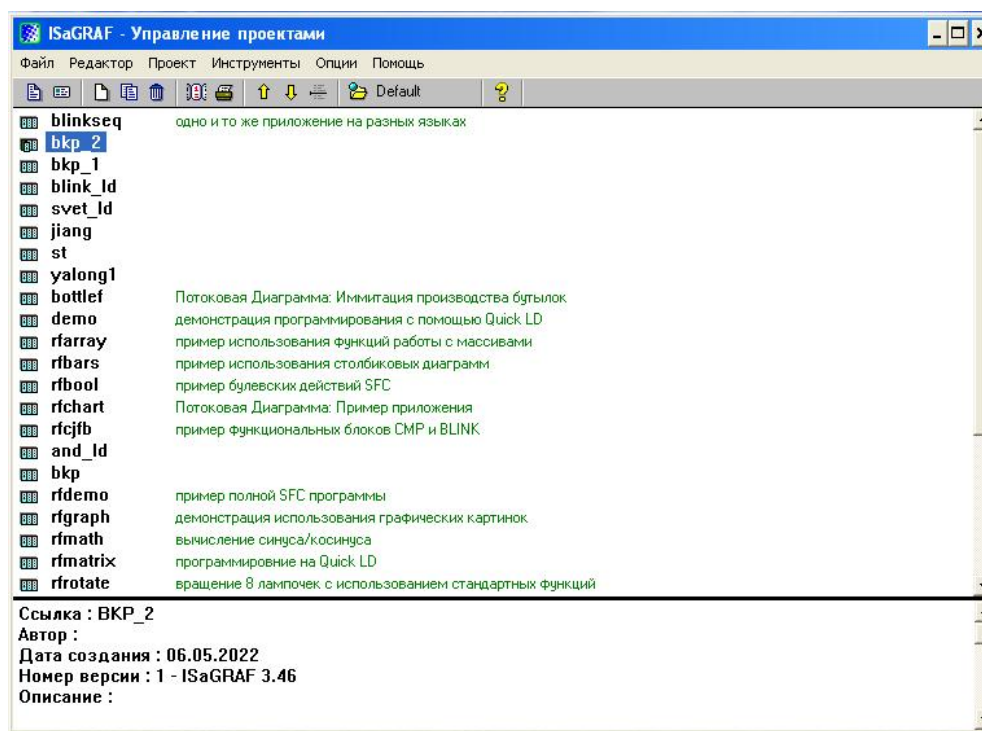 ISaGRAF - Управление проектами
Файл Редактор Проект Инструменты Опции Помощь
Default
blinkseq одно и то же приложение на разных языках
bkp_2
bkp_1
blink_ld
svet_ld
jiang
st
yalong1
bottlef Потоковая Диаграмма: Иммитация производства бутылок
demo демонстрация программирования с помощью Quick LD
rfarray пример использования функций работы с массивами
rfbars пример использования столбиковых диаграмм
rfbool пример булевских действий SFC
rfchart Потоковая Диаграмма: Пример приложения
rfcjfb пример функциональных блоков CMP и BLINK
and_ld
bkp
rfdemo пример полной SFC программы
rfgraph демонстрация использования графических картинок
rfmath вычисление синуса/косинуса
rfmatrix программировние на Quick LD
rfrotate вращение 8 лампочек с использованием стандартных функций
Ссылка : BKP_2
Автор :
Дата создания : 06.05.2022
Номер версии : 1 - ISaGRAF 3.46
Описание :